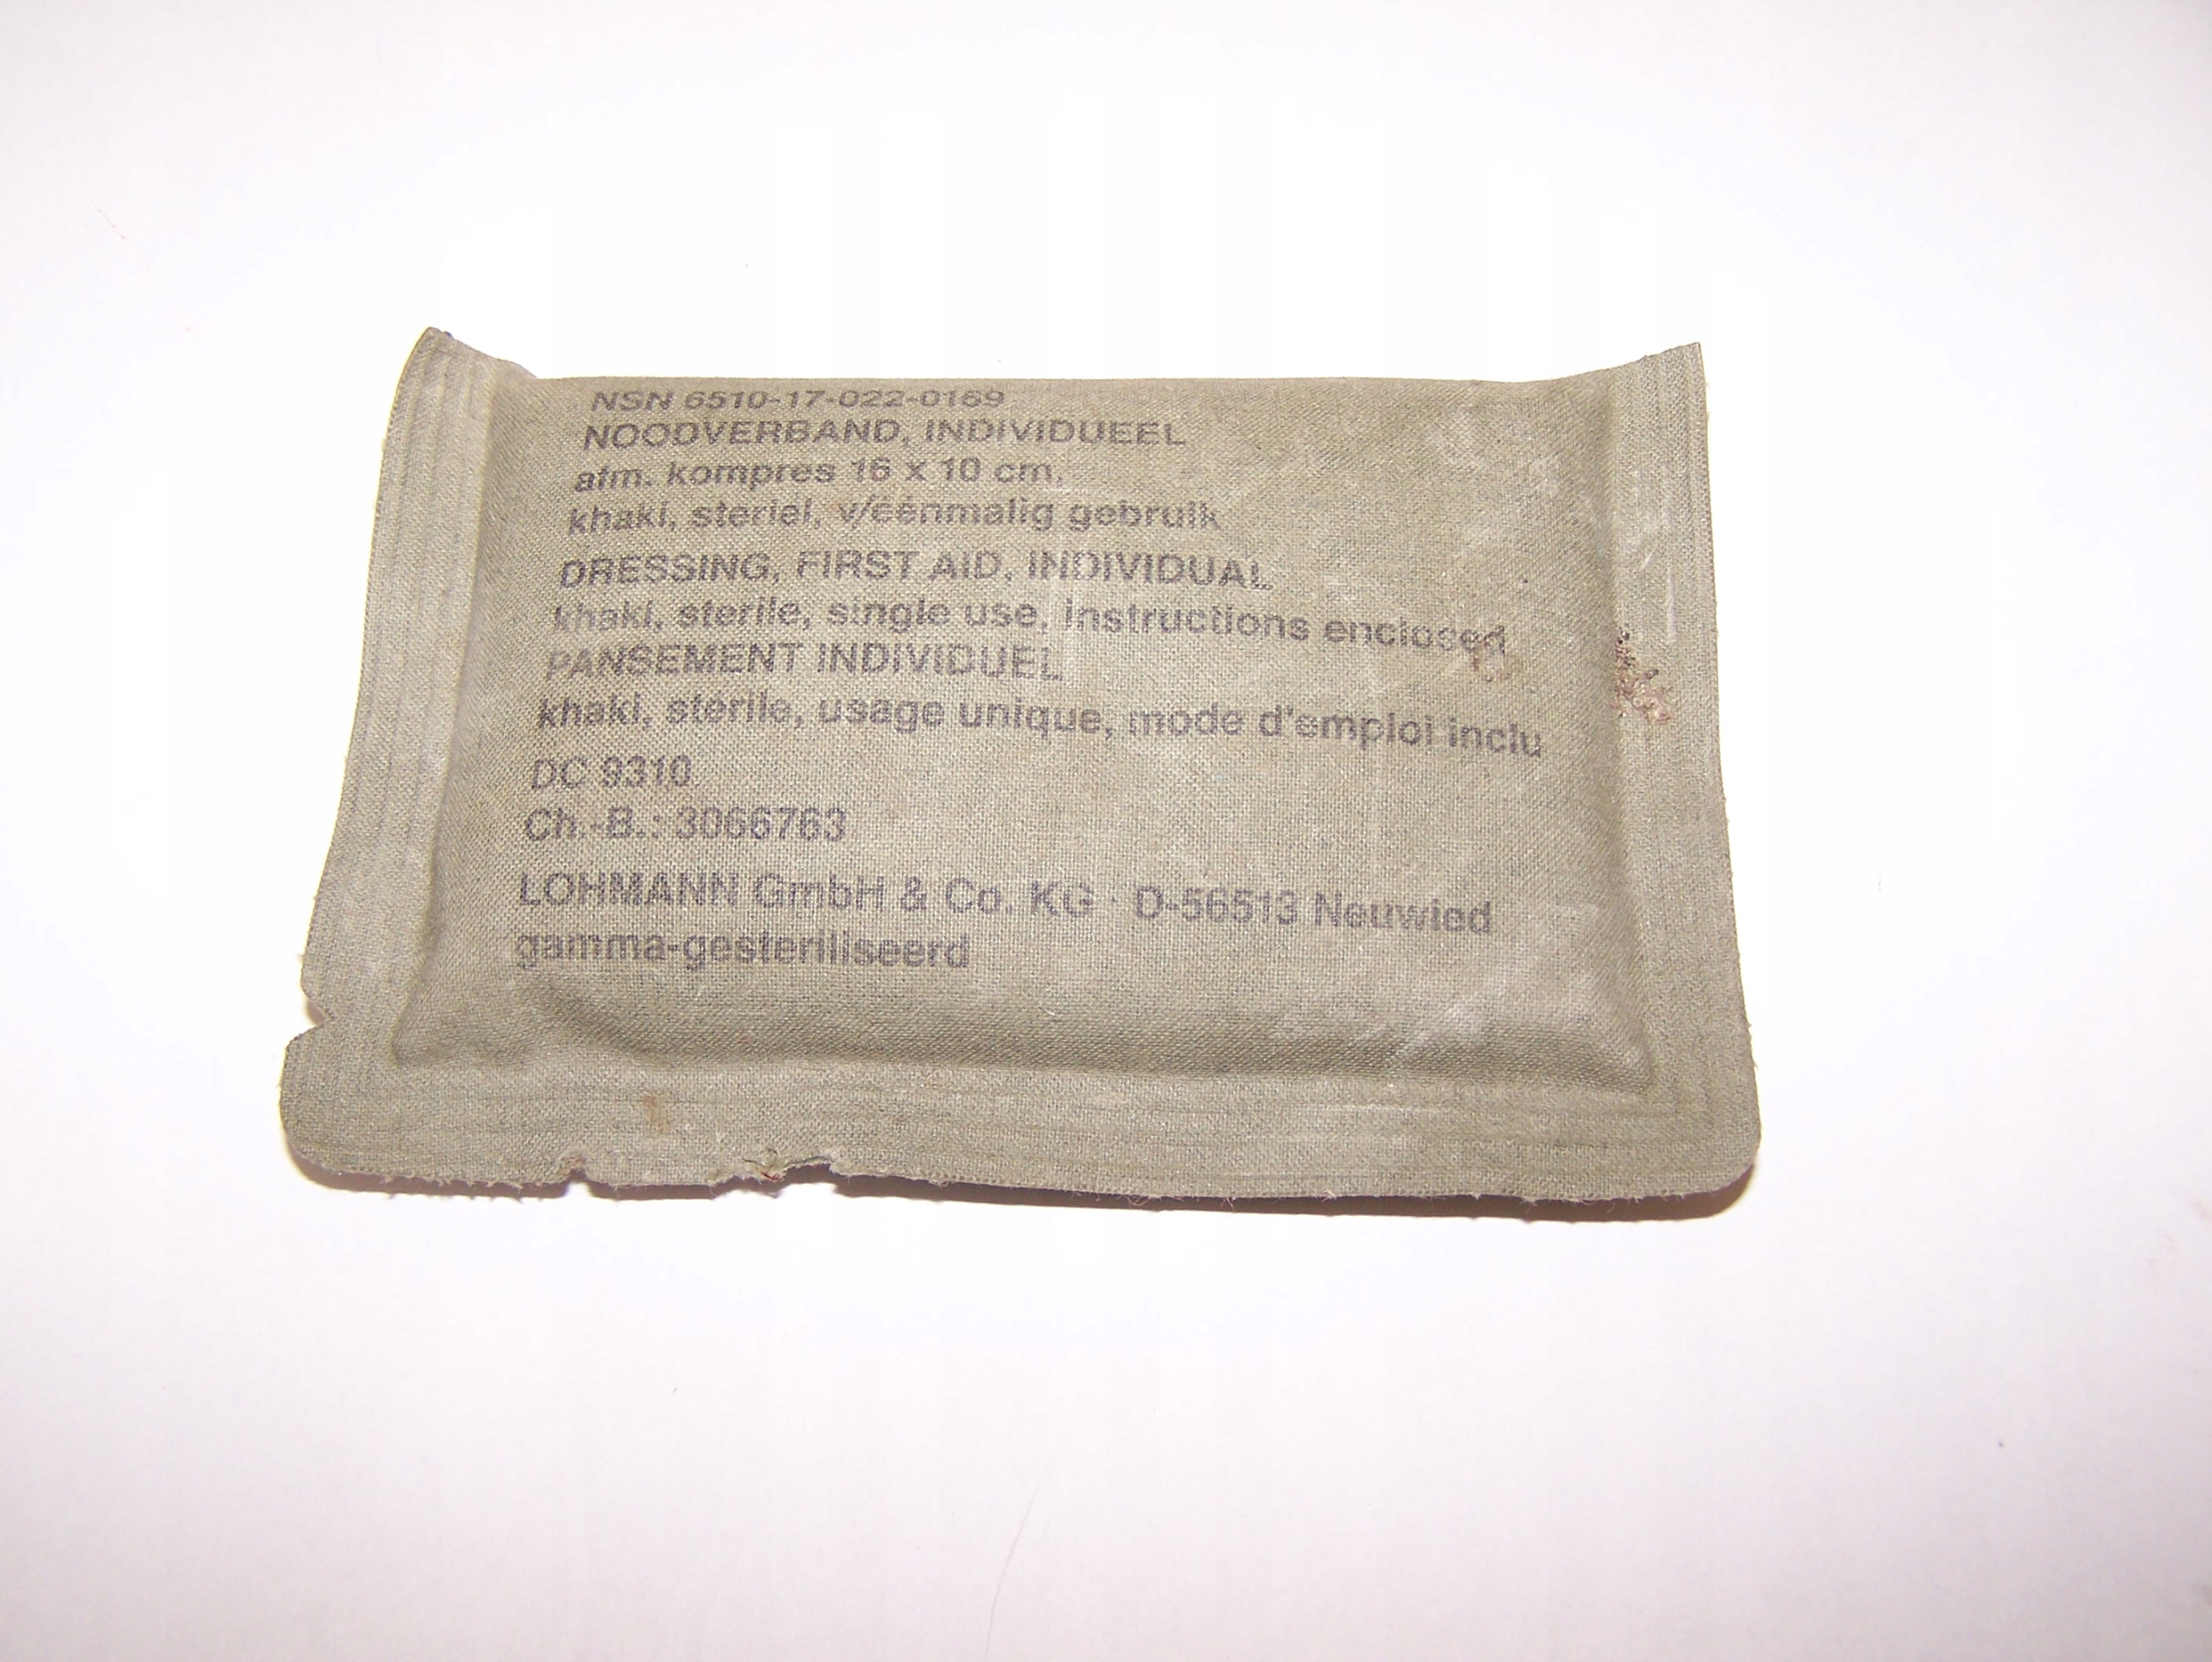 NSN 6510-17-022-0169
NOODVERBAND, INDIVIDUEEL
afm. kompres 16 x 10 cm.
khaki, steriel, v/éénmalig gebruik
DRESSING, FIRST AID, INDIVIDUAL
khaki, sterile, single use, instructions enclosed
PANSEMENT INDIVIDUEL
khaki, stérile, usage unique, mode d'emploi inclu
DC 9310
Ch.-B.: 3066763
LOHMANN GmbH & Co. KG · D-56513 Neuwied
gamma-gesteriliseerd